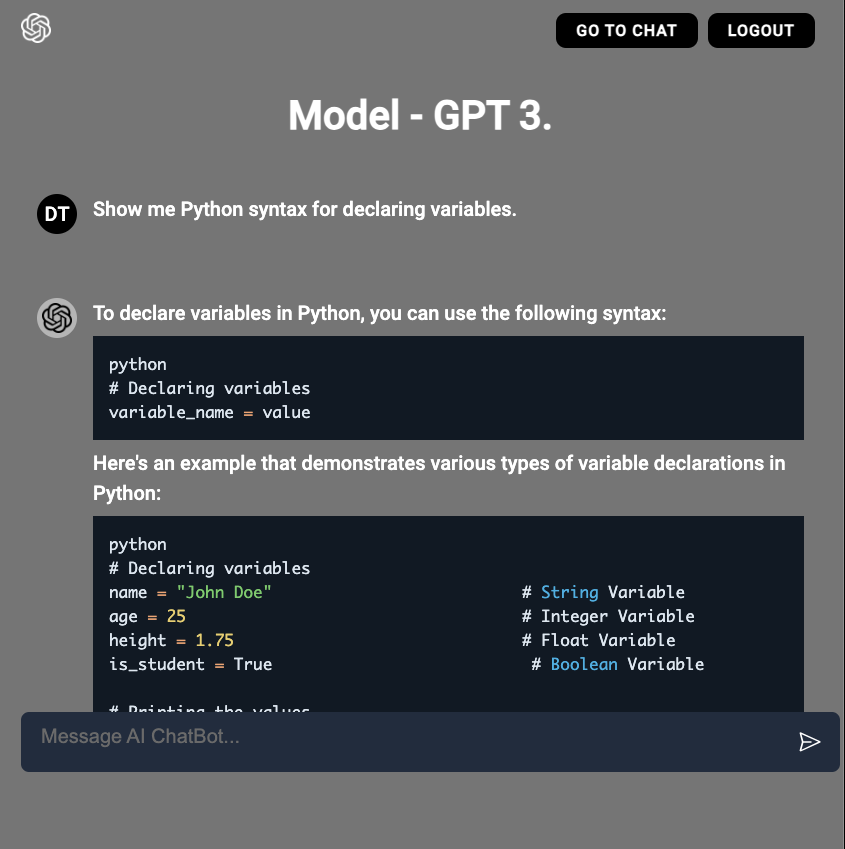 GO TO CHAT LOGOUT
Model - GPT 3.
DT Show me Python syntax for declaring variables.
To declare variables in Python, you can use the following syntax:
python
# Declaring variables
variable_name = value
Here's an example that demonstrates various types of variable declarations in
Python:
python
# Declaring variables
name = "John Doe" # String Variable
age = 25 # Integer Variable
height = 1.75 # Float Variable
is_student = True # Boolean Variable
# Printing the values
Message AI ChatBot...